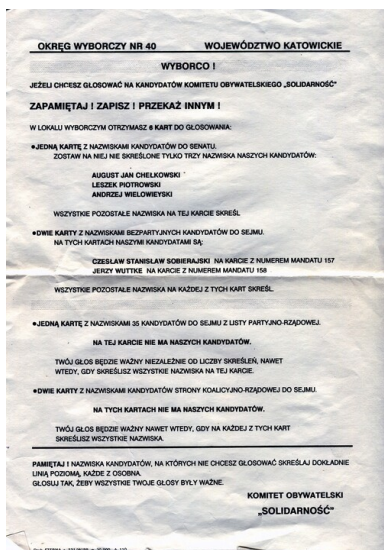 OKRĘG WYBORCZY NR 40 WOJEWÓDZTWO KATOWICKIE
WYBORCO !
JEŻELI CHCESZ GŁOSOWAĆ NA KANDYDATÓW KOMITETU OBYWATELSKIEGO „SOLIDARNOŚĆ"
ZAPAMIĘTAJ ! ZAPISZ ! PRZEKAŻ INNYM !
W LOKALU WYBORCZYM OTRZYMASZ 6 KART DO GŁOSOWANIA:
●JEDNĄ KARTĘ Z NAZWISKAMI KANDYDATÓW DO SENATU.
ZOSTAW NA NIEJ NIE SKREŚLONE TYLKO TRZY NAZWISKA NASZYCH KANDYDATÓW:
AUGUST JAN CHEŁKOWSKI
LESZEK PIOTROWSKI
ANDRZEJ WIELOWIEYSKI
WSZYSTKIE POZOSTAŁE NAZWISKA NA TEJ KARCIE SKREŚL
●DWIE KARTY Z NAZWISKAMI BEZPARTYJNYCH KANDYDATÓW DO SEJMU.
NA TYCH KARTACH NASZYMI KANDYDATAMI SĄ:
CZESŁAW STANISŁAW SOBIERAJSKI NA KARCIE Z NUMEREM MANDATU 157
JERZY WUTTKE NA KARCIE Z NUMEREM MANDATU 158
WSZYSTKIE POZOSTAŁE NAZWISKA NA KAŻDEJ Z TYCH KART SKREŚL.
●JEDNĄ KARTĘ Z NAZWISKAMI 35 KANDYDATÓW DO SEJMU Z LISTY PARTYJNO-RZĄDOWEJ.
NA TEJ KARCIE NIE MA NASZYCH KANDYDATÓW.
TWÓJ GŁOS BĘDZIE WAŻNY NIEZALEŻNIE OD LICZBY SKREŚLEŃ, NAWET
WTEDY, GDY SKREŚLISZ WSZYSTKIE NAZWISKA NA TEJ KARCIE.
●DWIE KARTY Z NAZWISKAMI KANDYDATÓW STRONY KOALICYJNO-RZĄDOWEJ DO SEJMU.
NA TYCH KARTACH NIE MA NASZYCH KANDYDATÓW.
TWÓJ GŁOS BĘDZIE WAŻNY NAWET WTEDY, GDY NA KAŻDEJ Z TYCH KART
SKREŚLISZ WSZYSTKIE NAZWISKA.
PAMIĘTAJ ! NAZWISKA KANDYDATÓW, NA KTÓRYCH NIE CHCESZ GŁOSOWAĆ SKREŚLAJ DOKŁADNIE
LINIĄ POZIOMĄ, KAŻDE Z OSOBNA.
GŁOSUJ TAK, ŻEBY WSZYSTKIE TWOJE GŁOSY BYŁY WAŻNE.
KOMITET OBYWATELSKI
„SOLIDARNOŚĆ"